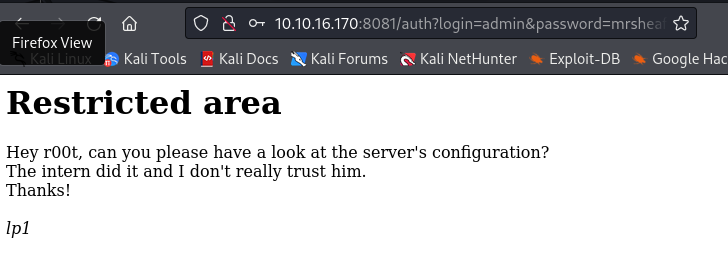 10.10.16.170:8081/auth?login=admin&password=mrshea
Firefox View
Kali Linux Kali Tools Kali Docs Kali Forums Kali NetHunter Exploit-DB Google Hac
Restricted area
Hey r00t, can you please have a look at the server's configuration?
The intern did it and I don't really trust him.
Thanks!
lp1